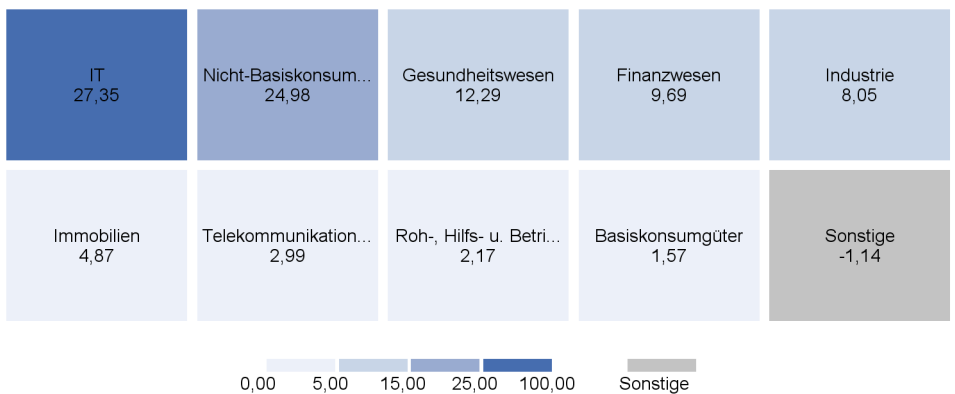 IT
27,35
Nicht-Basiskonsum...
24,98
Gesundheitswesen
12,29
Finanzwesen
9,69
Industrie
8,05
Immobilien
4,87
Telekommunikation...
2,99
Roh-, Hilfs- u. Betri...
2,17
Basiskonsumgüter
1,57
Sonstige
-1,14
0,00 5,00 15,00 25,00 100,00 Sonstige